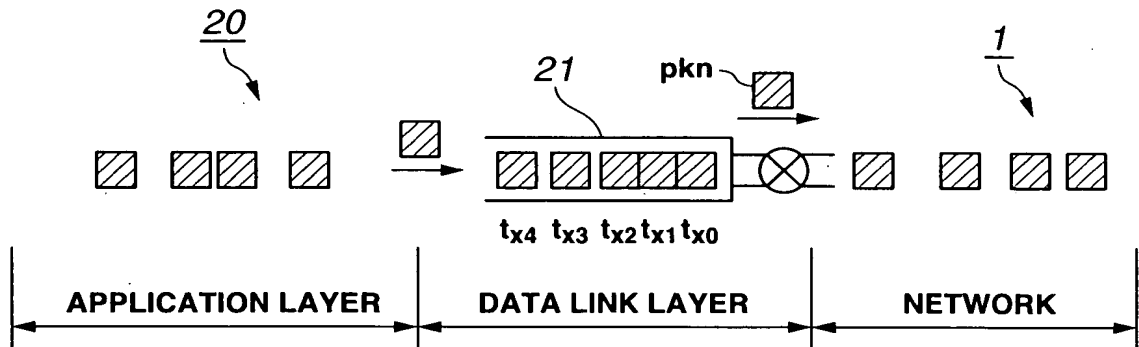 20
1
21
pkn
tx4 tx3 tx2 tx1 tx0
APPLICATION LAYER DATA LINK LAYER NETWORK